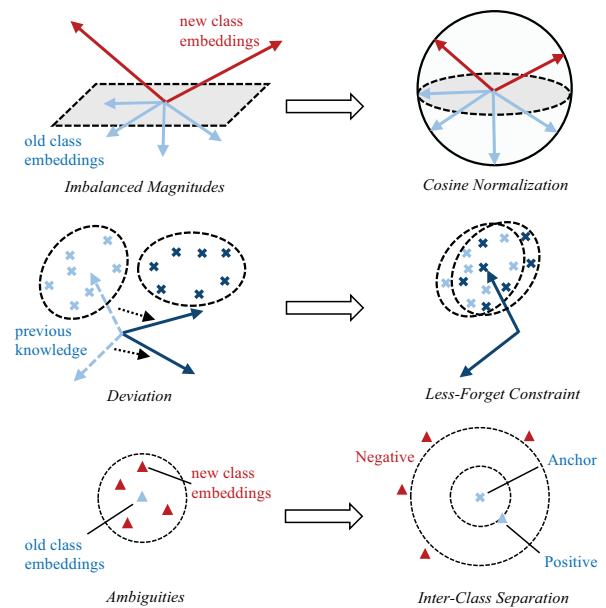 new class
embeddings
old class
embeddings
Imbalanced Magnitudes
Cosine Normalization
previous
knowledge
Deviation
Less-Forget Constraint
Negative
Anchor
new class
embeddings
old class
embeddings
Positive
Ambiguities
Inter-Class Separation